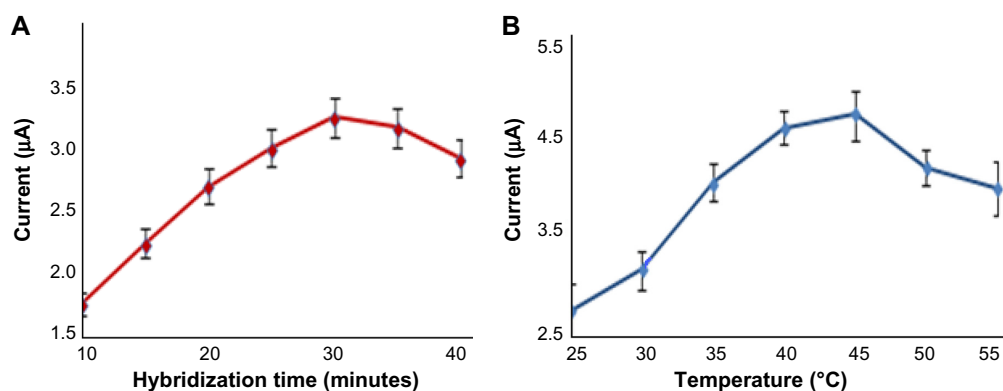 A
Current (µA)
3.5
3.0
2.5
2.0
1.5
10 20 30 40
Hybridization time (minutes)
B
Current (µA)
5.5
4.5
3.5
2.5
25 30 35 40 45 50 55
Temperature (°C)